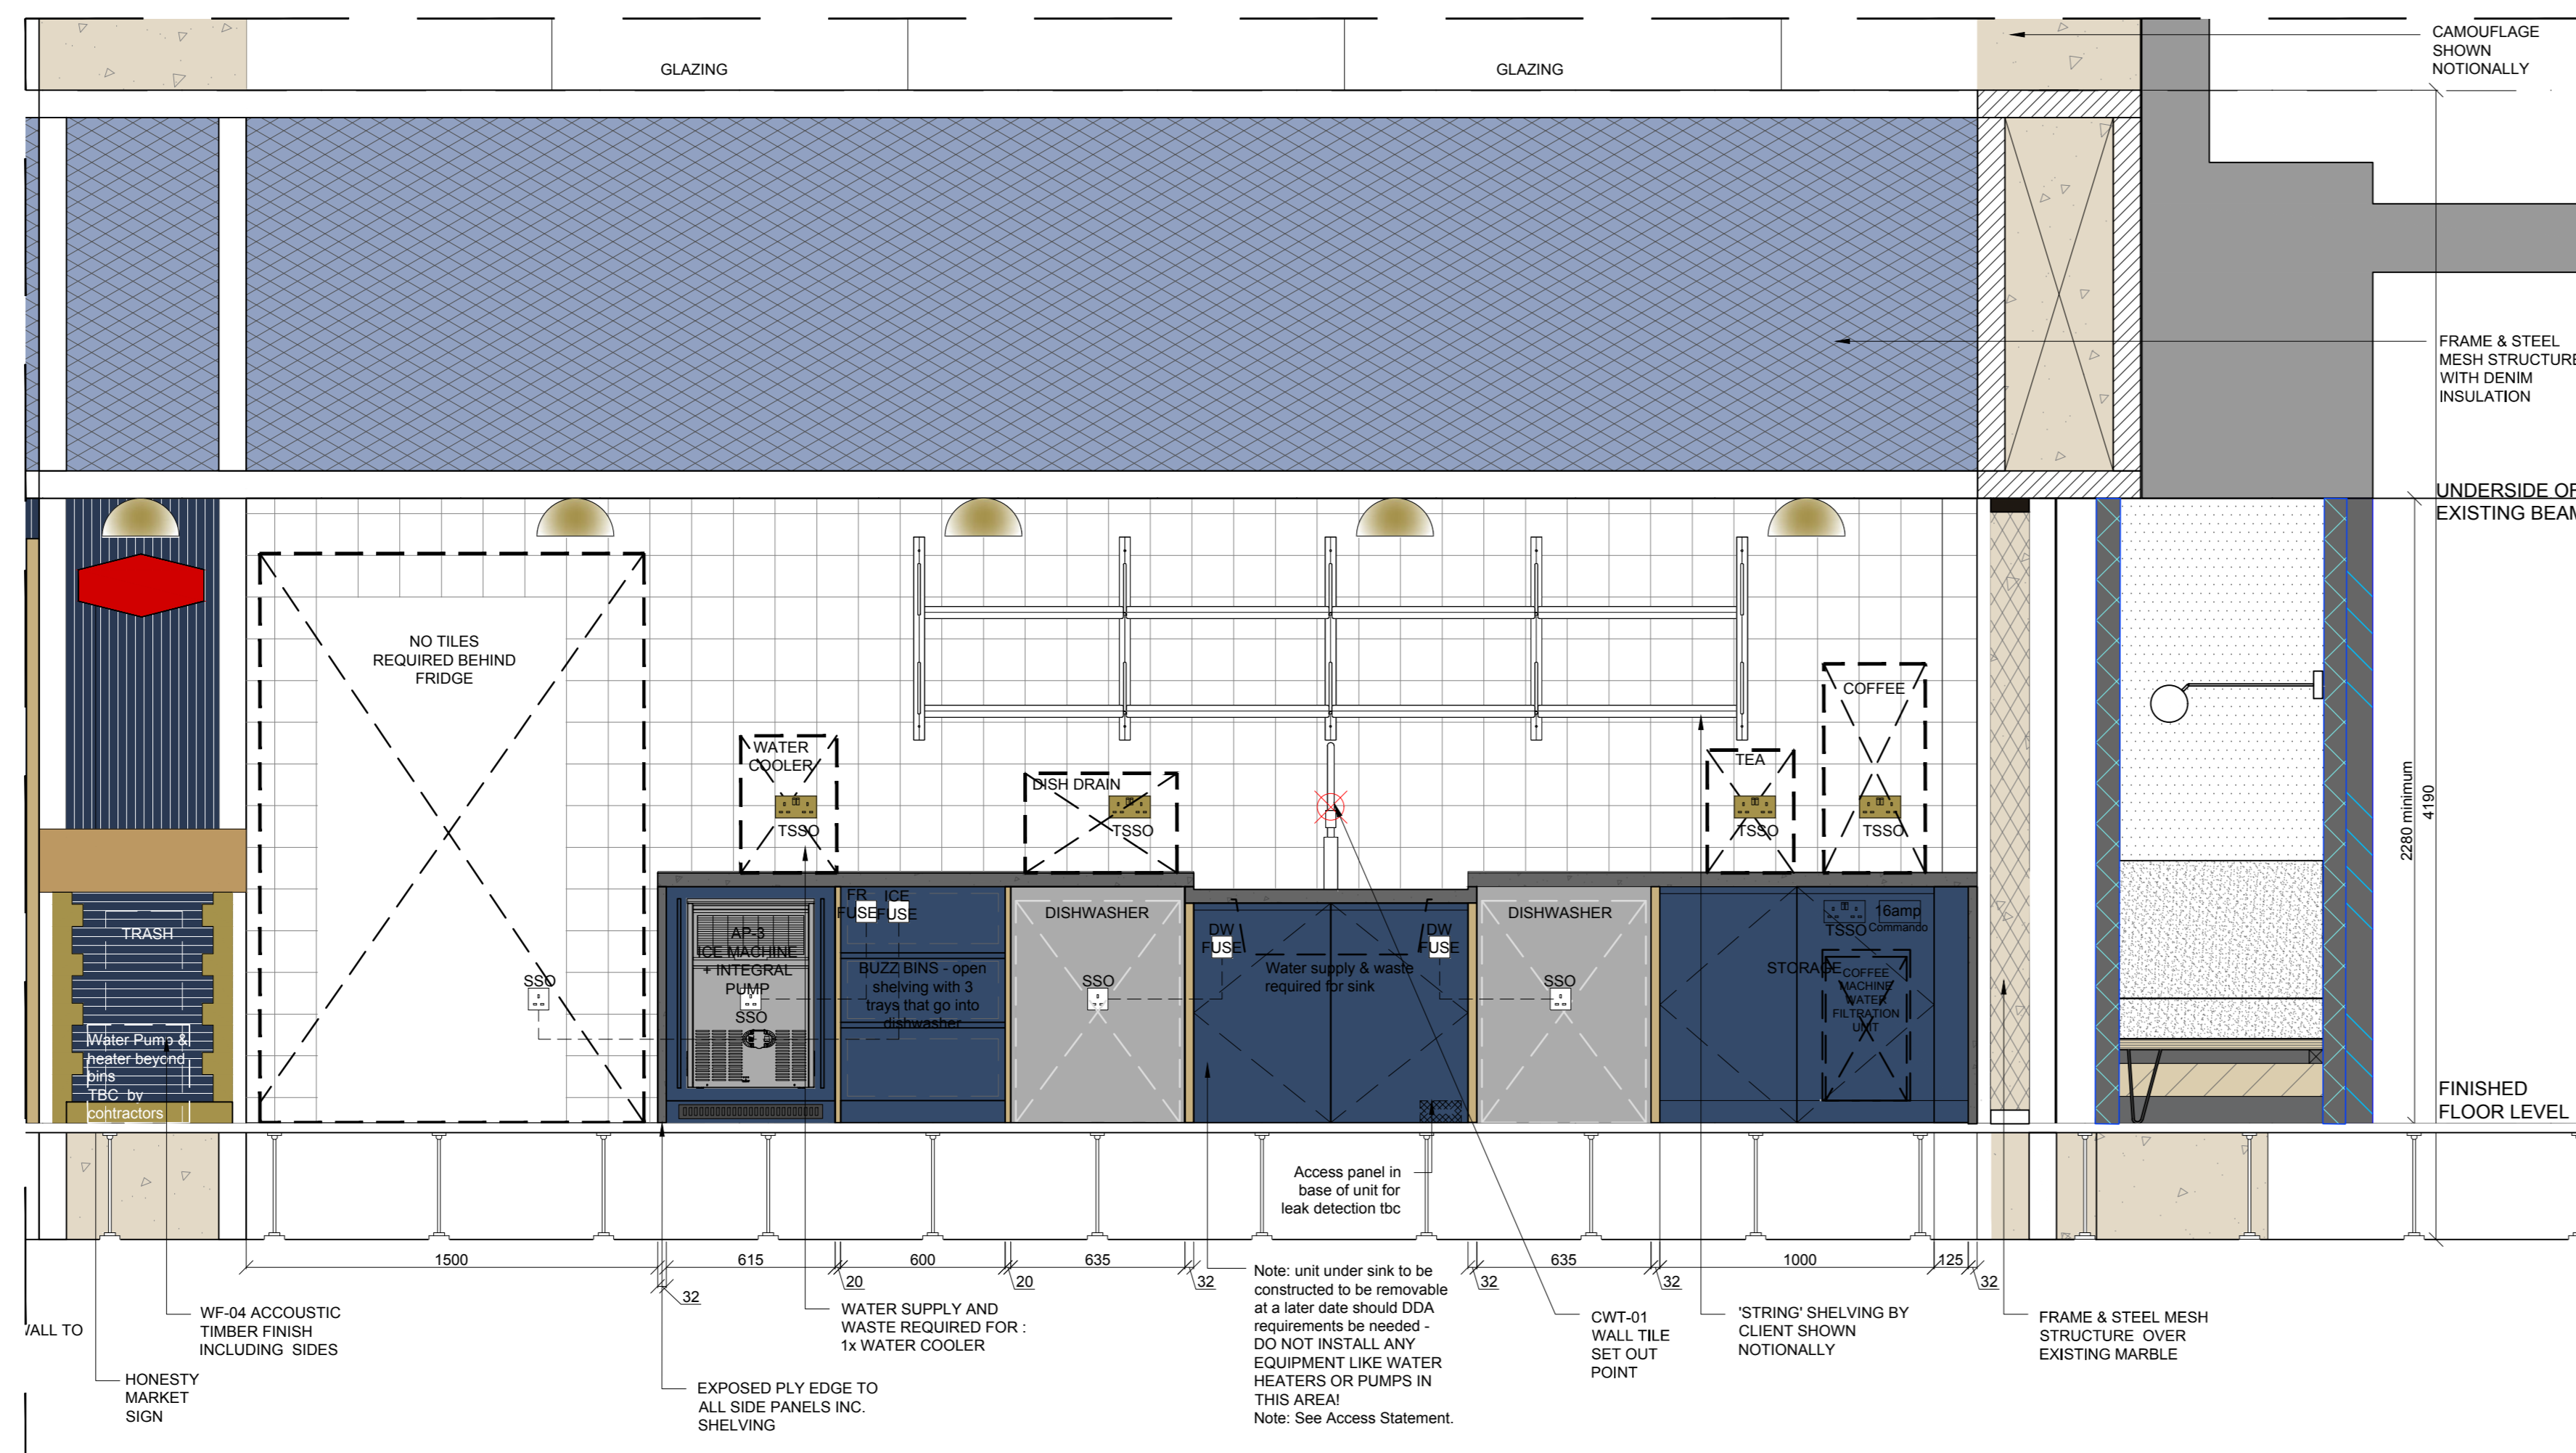 GLAZING
GLAZING
CAMOUFLAGE
SHOWN
NOTIONALLY
FRAME & STEEL
MESH STRUCTURE
WITH DENIM
INSULATION
UNDERSIDE OF
EXISTING BEAM
NO TILES
REQUIRED BEHIND
FRIDGE
WATER
COOLER
TSSO
DISH DRAIN
TSSO
TEA
TSSO
COFFEE
TSSO
2280 minimum
4190
TRASH
Water Pump &
heater beyond
bins
TBC by
contractors
SSO
AP-3
ICE MACHINE
+ INTEGRAL
PUMP
SSO
FR
FUSE
ICE
FUSE
BUZZ BINS - open
shelving with 3
trays that go into
dishwasher
DISHWASHER
SSO
DW
FUSE
Water supply & waste
required for sink
DW
FUSE
DISHWASHER
SSO
STORAGE
TSSO
16amp
Commando
COFFEE
MACHINE
WATER
FILTRATION
UNIT
FINISHED
FLOOR LEVEL
Access panel in
base of unit for
leak detection tbc
1500
32
615
20
600
20
635
32
32
635
32
1000
125
32
WALL TO
WF-04 ACCOUSTIC
TIMBER FINISH
INCLUDING SIDES
HONESTY
MARKET
SIGN
EXPOSED PLY EDGE TO
ALL SIDE PANELS INC.
SHELVING
WATER SUPPLY AND
WASTE REQUIRED FOR :
1x WATER COOLER
Note: unit under sink to be
constructed to be removable
at a later date should DDA
requirements be needed -
DO NOT INSTALL ANY
EQUIPMENT LIKE WATER
HEATERS OR PUMPS IN
THIS AREA!
Note: See Access Statement.
CWT-01
WALL TILE
SET OUT
POINT
'STRING' SHELVING BY
CLIENT SHOWN
NOTIONALLY
FRAME & STEEL MESH
STRUCTURE OVER
EXISTING MARBLE